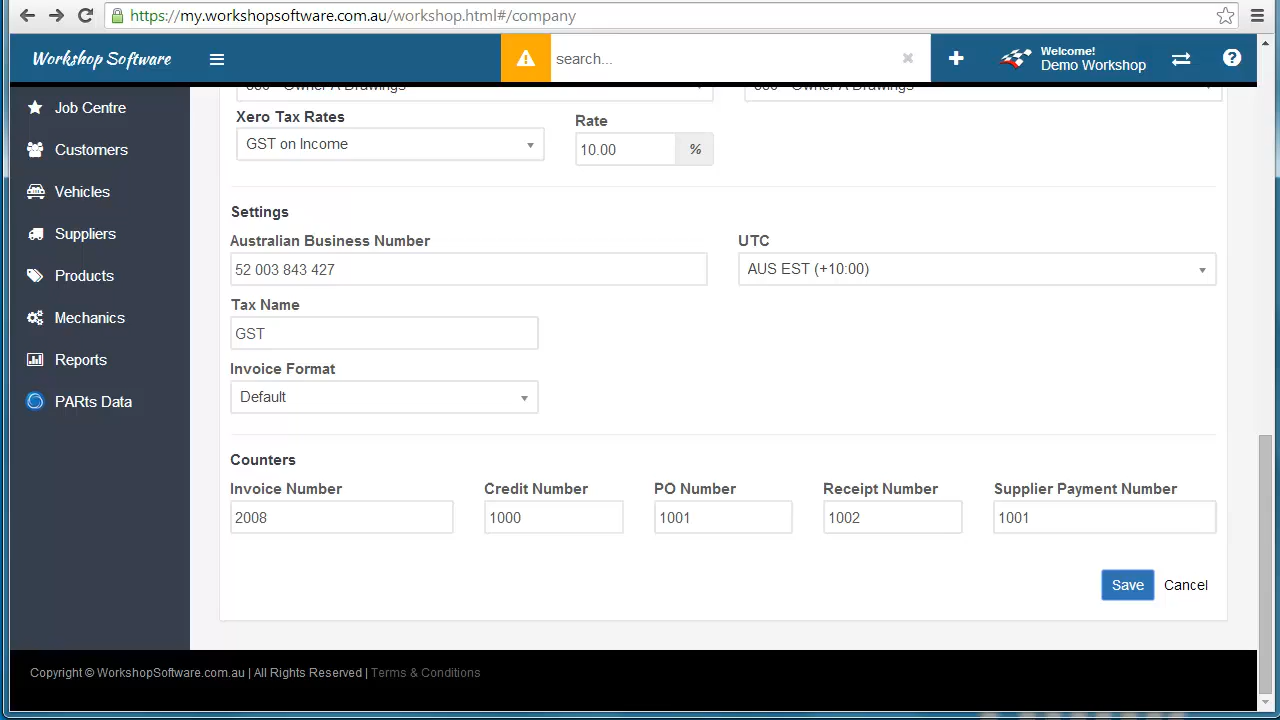 https://my.workshopsoftware.com.au/workshop.html#/company
Workshop Software
search...
Welcome!
Demo Workshop
Job Centre
Customers
Vehicles
Suppliers
Products
Mechanics
Reports
PARts Data
Owner A Drawings
Owner A Drawings
Xero Tax Rates
Rate
GST on Income
10.00 %
Settings
Australian Business Number
UTC
52 003 843 427
AUS EST (+10:00)
Tax Name
GST
Invoice Format
Default
Counters
Invoice Number
Credit Number
PO Number
Receipt Number
Supplier Payment Number
2008
1000
1001
1002
1001
Save
Cancel
Copyright © WorkshopSoftware.com.au | All Rights Reserved | Terms & Conditions